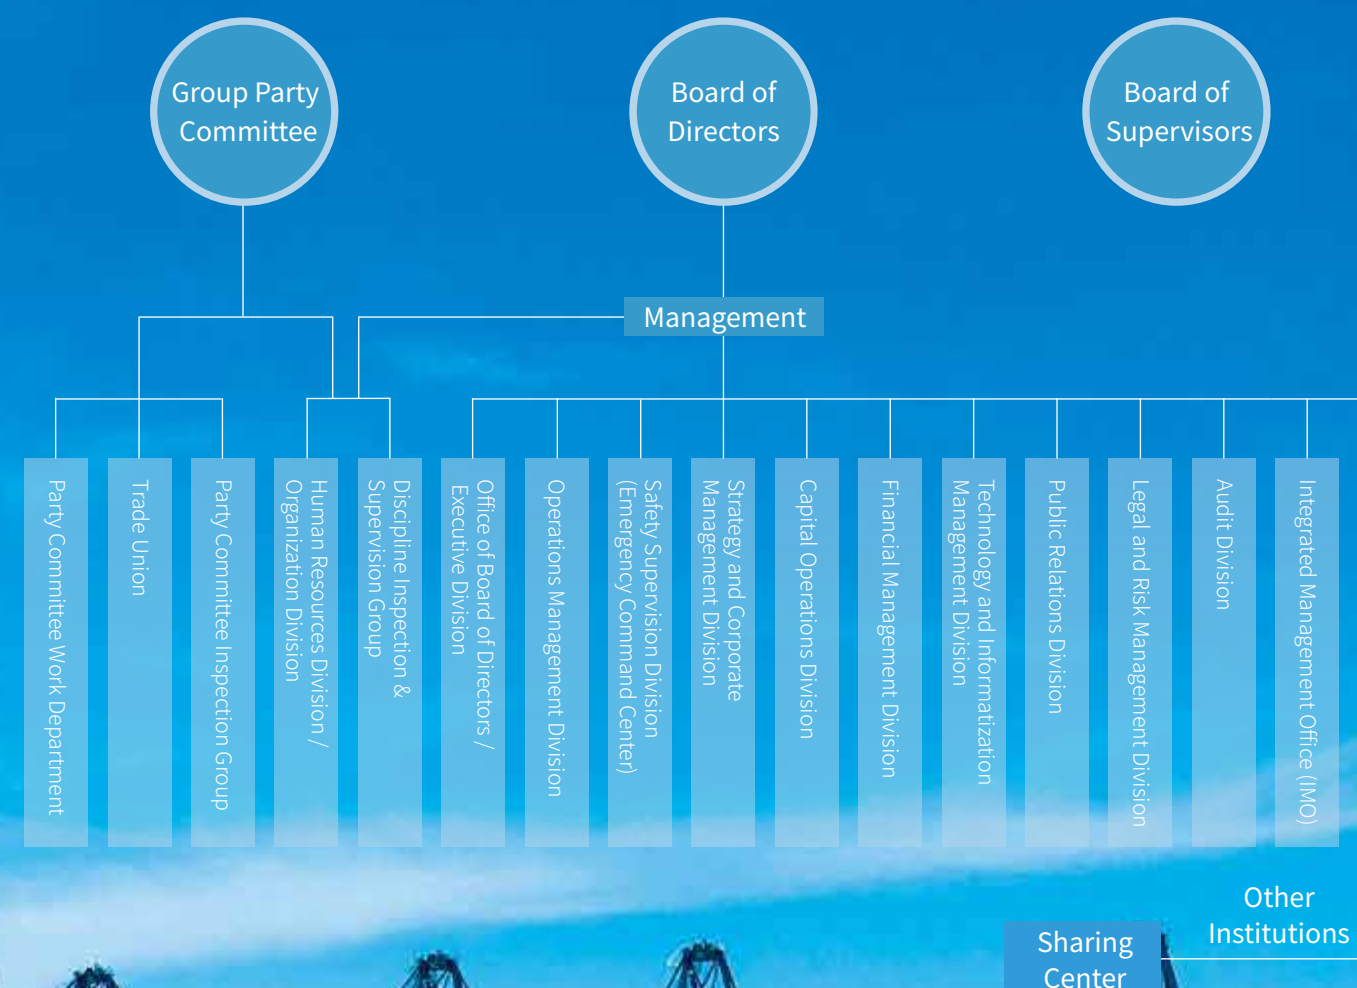 Group Party
Committee
Board of
Directors
Board of
Supervisors
Management
Party Committee Work Department
Trade Union
Party Committee Inspection Group
Human Resources Division /
Organization Division
Discipline Inspection &
Supervision Group
Office of Board of Directors /
Executive Division
Operations Management Division
Safety Supervision Division
(Emergency Command Center)
Strategy and Corporate
Management Division
Capital Operations Division
Financial Management Division
Technology and Informatization
Management Division
Public Relations Division
Legal and Risk Management Division
Audit Division
Integrated Management Office (IMO)
Other
Institutions
Sharing
Center